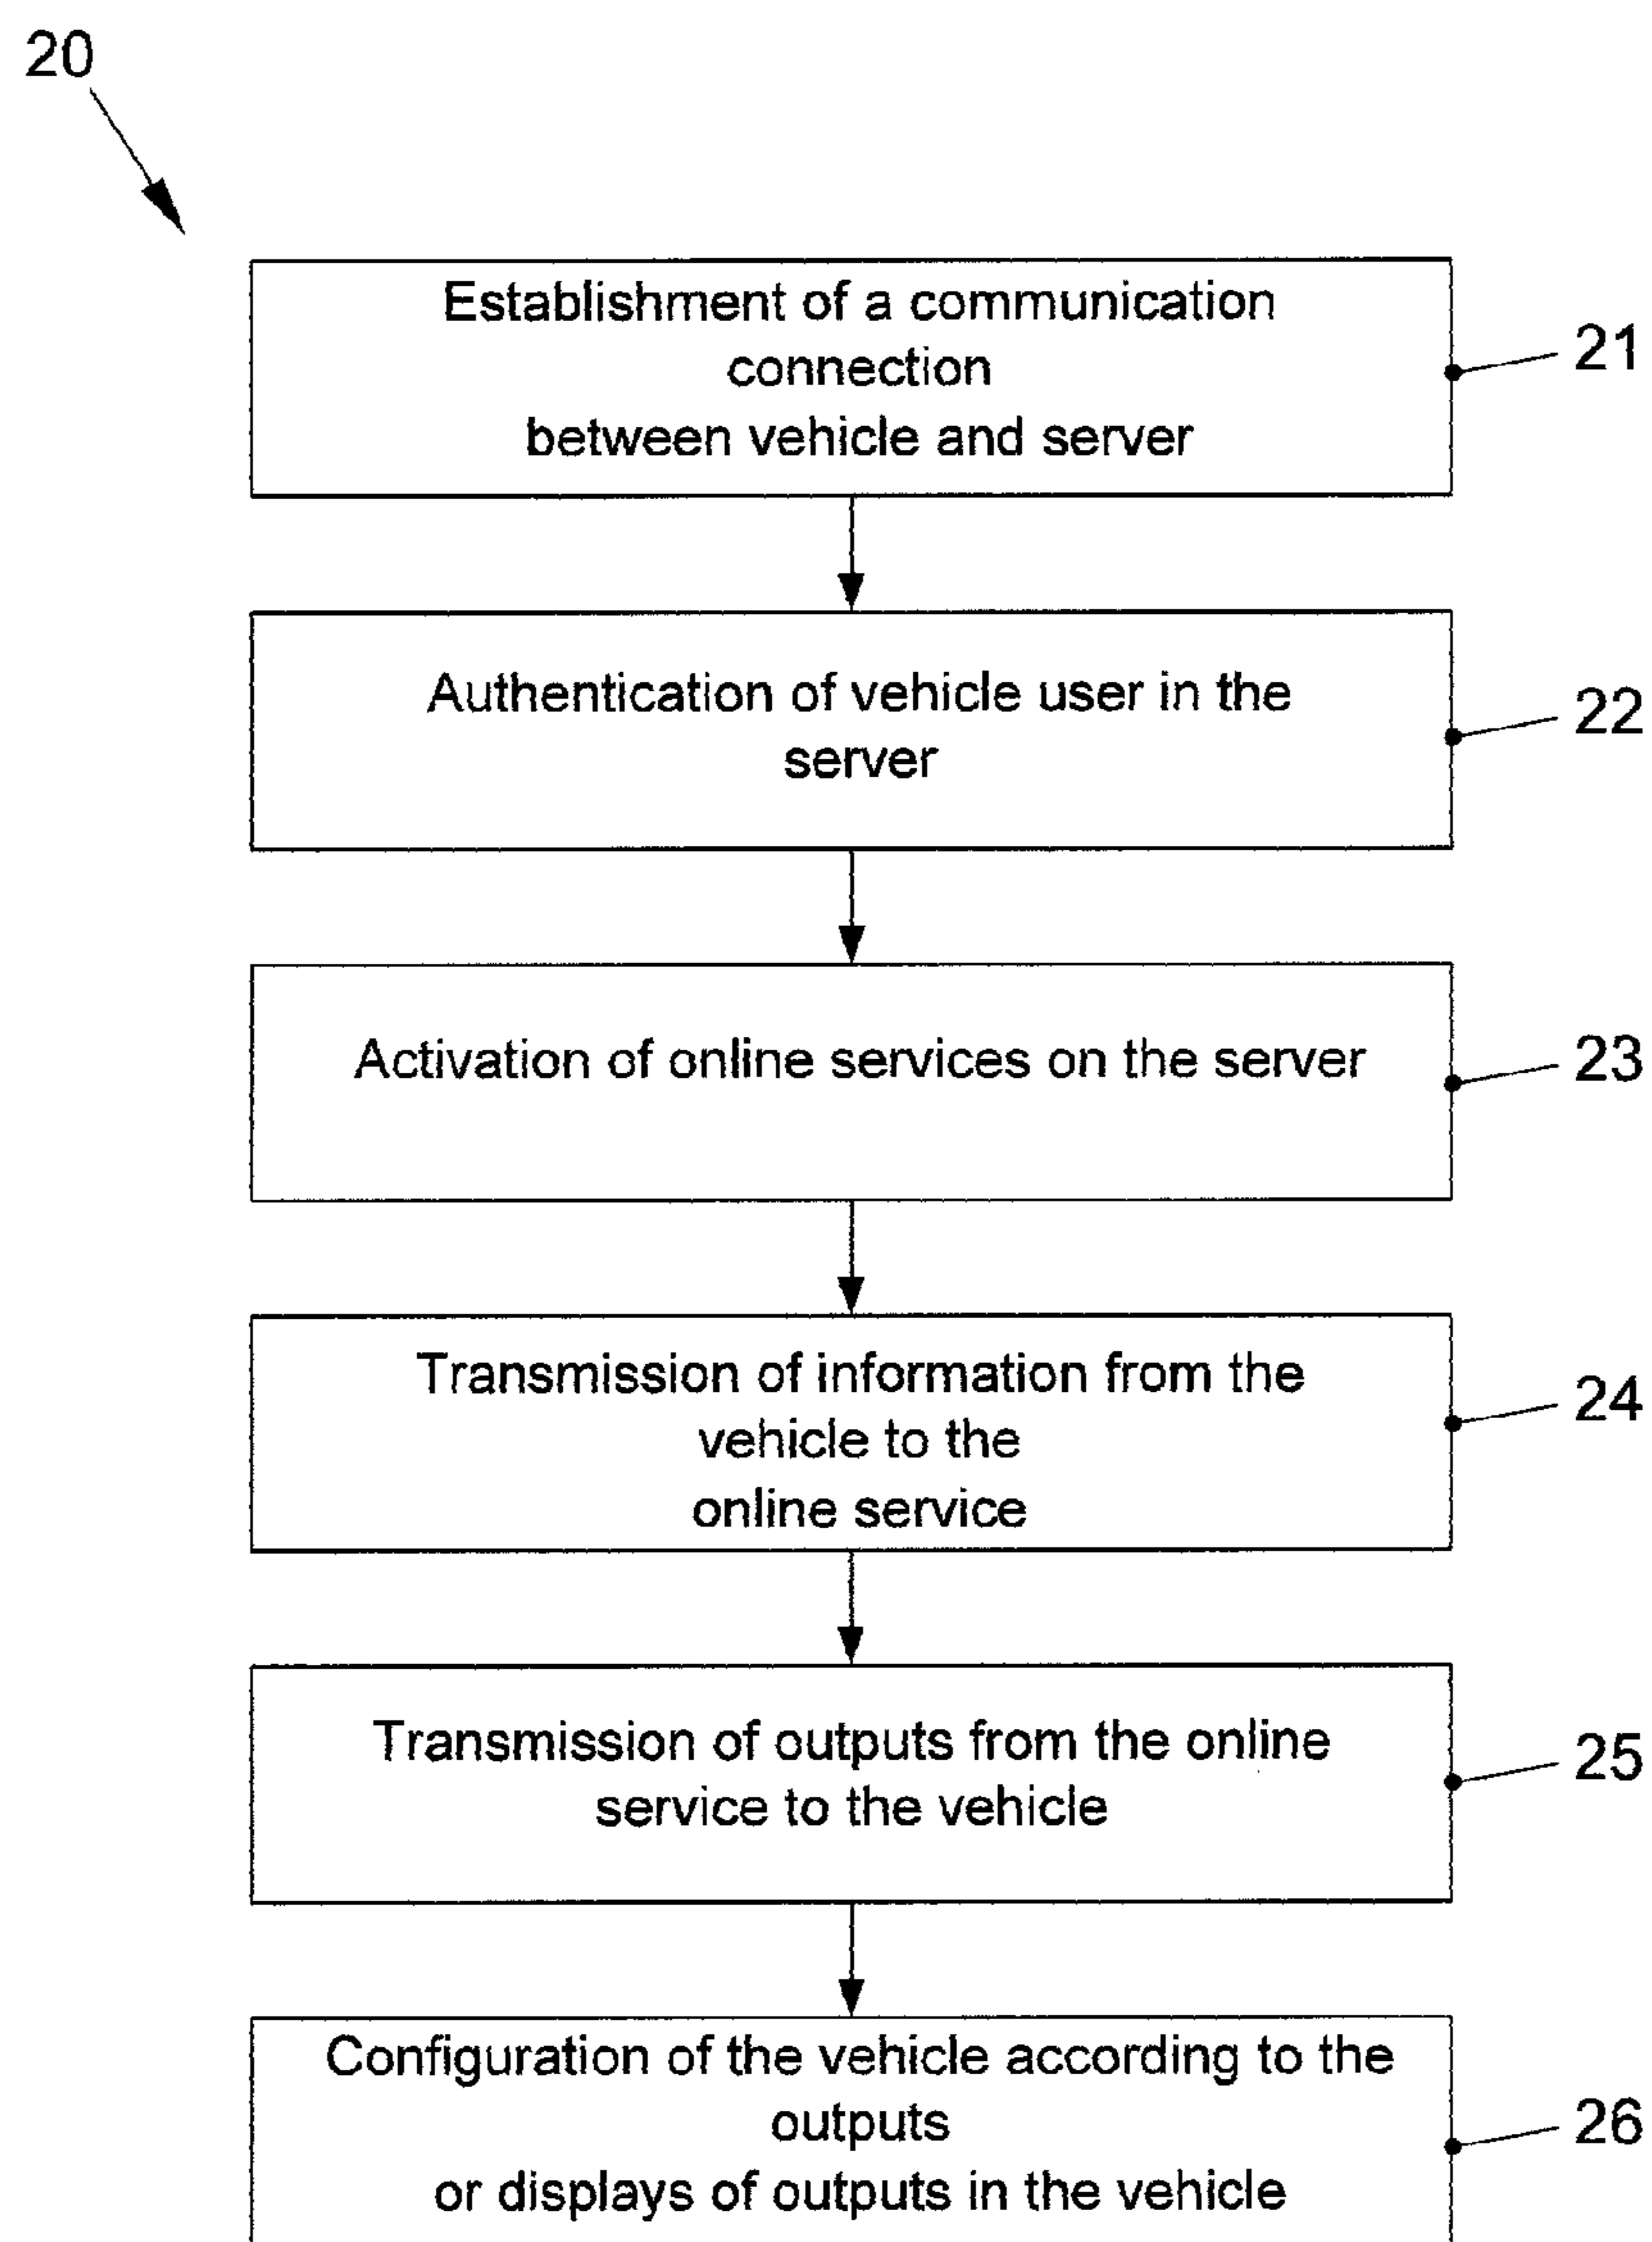 20
Establishment of a communication
connection
between vehicle and server
21
Authentication of vehicle user in the
server
22
Activation of online services on the server
23
Transmission of information from the
vehicle to the
online service
24
Transmission of outputs from the online
service to the vehicle
25
Configuration of the vehicle according to the
outputs
or displays of outputs in the vehicle
26